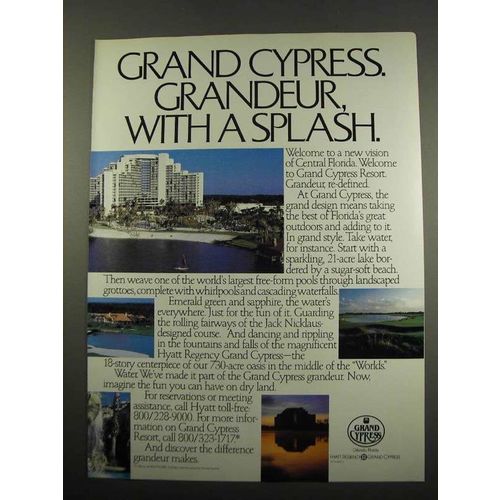 GRAND CYPRESS.
GRANDEUR,
WITH A SPLASH.
Welcome to a new vision
of Central Florida. Welcome
to Grand Cypress Resort.
Grandeur, re-defined.
At Grand Cypress, the
grand design means taking
the best of Florida's great
outdoors and adding to it.
In grand style. Take water,
for instance. Start with a
sparkling, 21-acre lake bor-
dered by a sugar-soft beach.
Then weave one of the world's largest free-form pools through landscaped
grottoes, complete with whirlpools and cascading waterfalls.
Emerald green and sapphire, the water's
everywhere. Just for the fun of it. Guarding
the rolling fairways of the Jack Nicklaus-
designed course. And dancing and rippling
in the fountains and falls of the magnificent
Hyatt Regency Grand Cypress—the
18-story centerpiece of our 730-acre oasis in the middle of the "Worlds."
Water. We've made it part of the Grand Cypress grandeur. Now,
imagine the fun you can have on dry land.
For reservations or meeting
assistance, call Hyatt toll-free:
800/228-9000. For more infor-
mation on Grand Cypress
Resort, call 800/323-1717.*
And discover the difference
grandeur makes.
GRAND
CYPRESS
Orlando, Florida
HYATT REGENCY GRAND CYPRESS